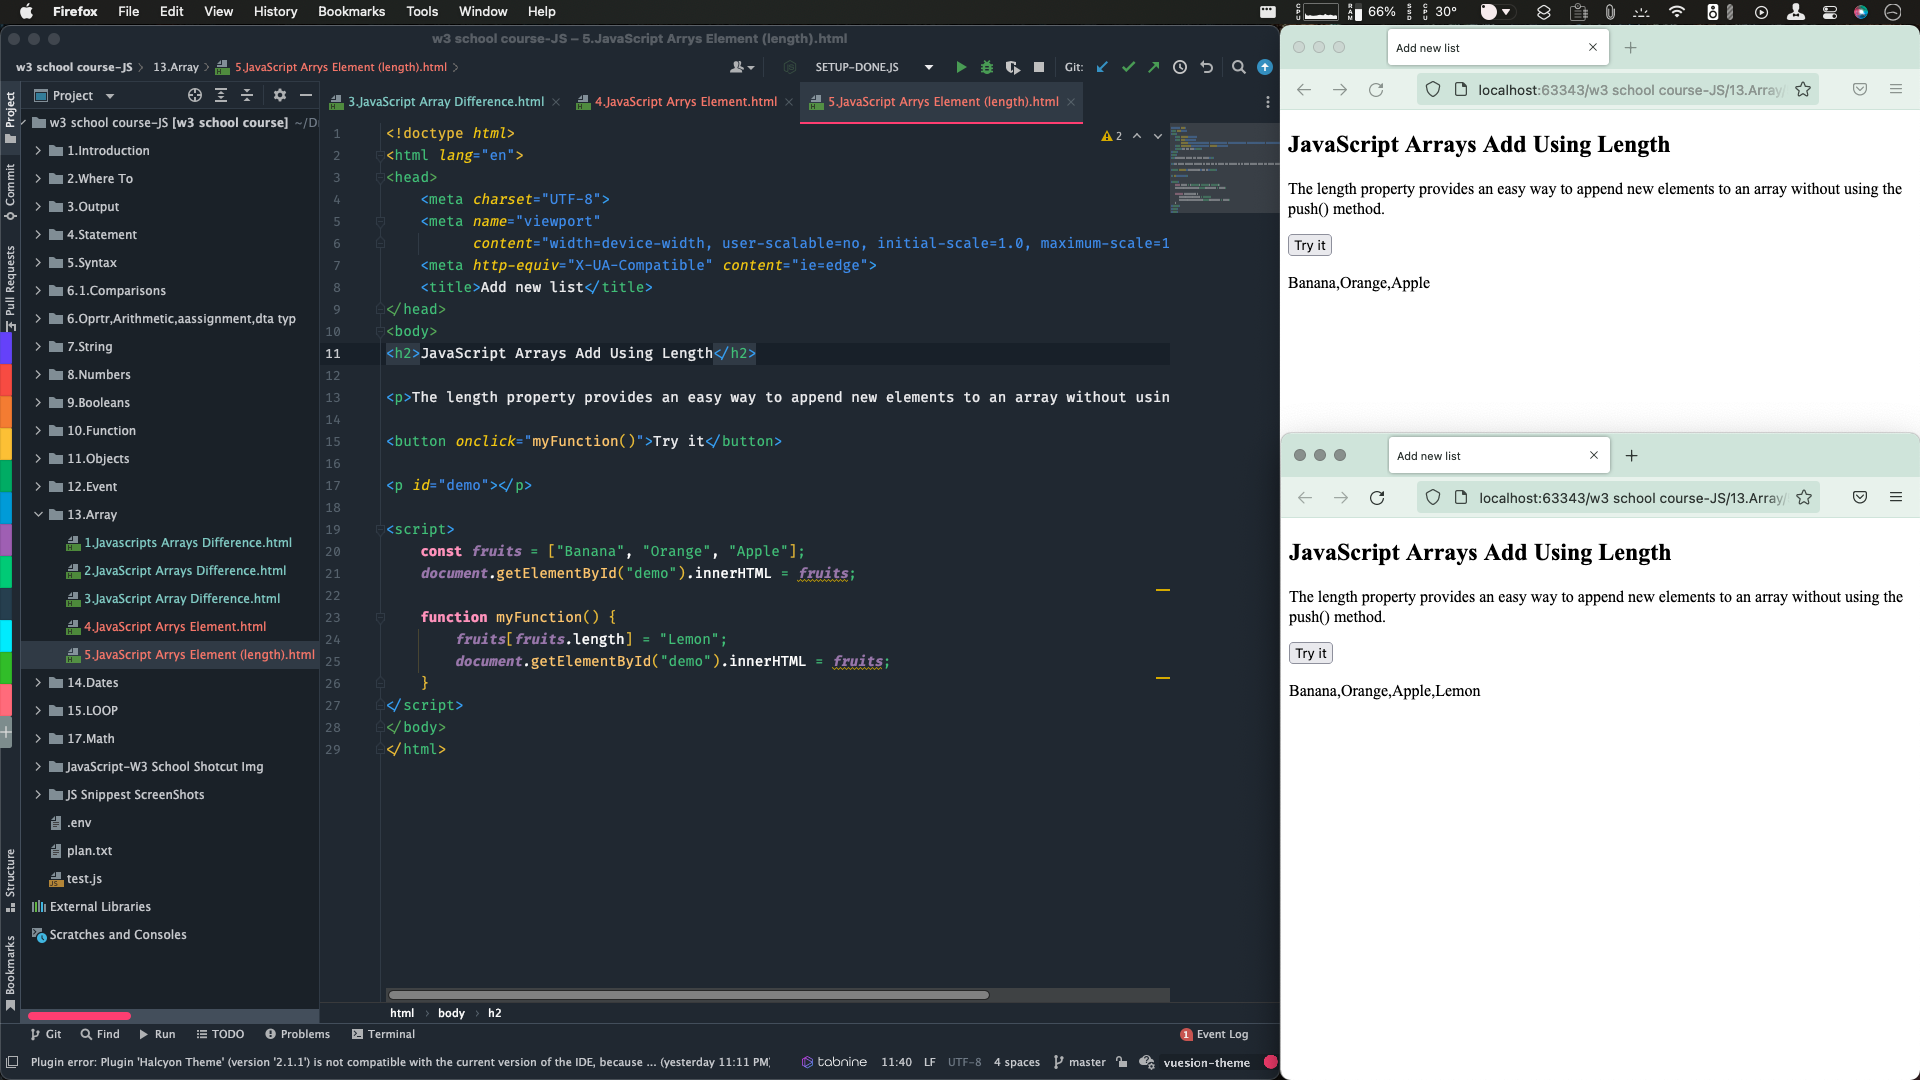 Firefox File Edit View History Bookmarks Tools Window Help
66% 30°
w3 school course-JS – 5.JavaScript Arrys Element (length).html
w3 school course-JS 13.Array 5.JavaScript Arrys Element (length).html
SETUP-DONE.JS Git:
Project
Commit
Pull Requests
Structure
Bookmarks
Project
w3 school course-JS [w3 school course]
1.Introduction
2.Where To
3.Output
4.Statement
5.Syntax
6.1.Comparisons
6.Oprtr,Arithmetic,aassignment,dta typ
7.String
8.Numbers
9.Booleans
10.Function
11.Objects
12.Event
13.Array
1.Javascripts Arrays Difference.html
2.JavaScript Arrays Difference.html
3.JavaScript Array Difference.html
4.JavaScript Arrys Element.html
5.JavaScript Arrys Element (length).html
14.Dates
15.LOOP
17.Math
JavaScript-W3 School Shotcut Img
JS Snippest ScreenShots
.env
plan.txt
test.js
External Libraries
Scratches and Consoles
3.JavaScript Array Difference.html 4.JavaScript Arrys Element.html 5.JavaScript Arrys Element (length).html
2
1 <!doctype html>
2 <html lang="en">
3 <head>
4 <meta charset="UTF-8">
5 <meta name="viewport"
6 content="width=device-width, user-scalable=no, initial-scale=1.0, maximum-scale=1
7 <meta http-equiv="X-UA-Compatible" content="ie=edge">
8 <title>Add new list</title>
9 </head>
10 <body>
11 <h2>JavaScript Arrays Add Using Length</h2>
12
13 <p>The length property provides an easy way to append new elements to an array without usin
14
15 <button onclick="myFunction()">Try it</button>
16
17 <p id="demo"></p>
18
19 <script>
20 const fruits = ["Banana", "Orange", "Apple"];
21 document.getElementById("demo").innerHTML = fruits;
22
23 function myFunction() {
24 fruits[fruits.length] = "Lemon";
25 document.getElementById("demo").innerHTML = fruits;
26 }
27 </script>
28 </body>
29 </html>
html body h2
Git Find Run TODO Problems Terminal
1 Event Log
Plugin error: Plugin 'Halcyon Theme' (version '2.1.1') is not compatible with the current version of the IDE, because ... (yesterday 11:11 PM)
tabnine 11:40 LF UTF-8 4 spaces master vuesion-theme
Add new list
localhost:63343/w3 school course-JS/13.Array/
JavaScript Arrays Add Using Length
The length property provides an easy way to append new elements to an array without using the
push() method.
Try it
Banana,Orange,Apple
Add new list
localhost:63343/w3 school course-JS/13.Array/
JavaScript Arrays Add Using Length
The length property provides an easy way to append new elements to an array without using the
push() method.
Try it
Banana,Orange,Apple,Lemon